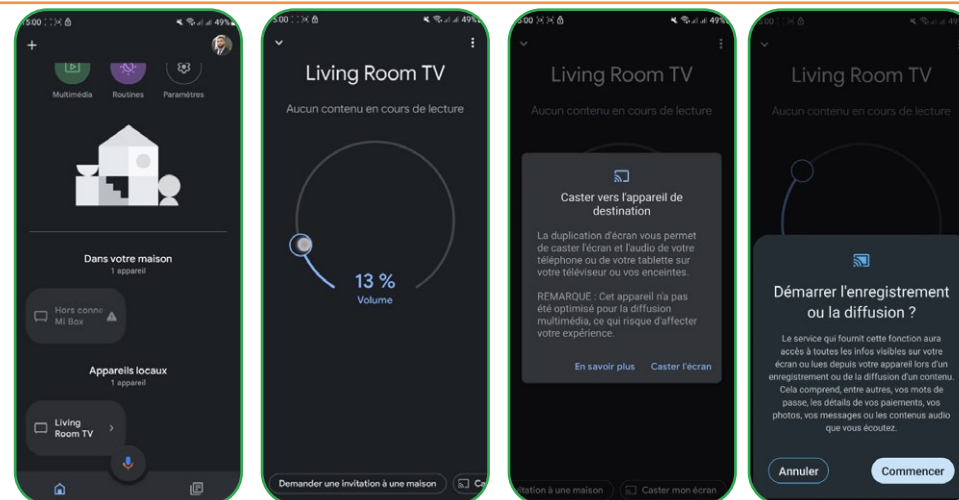 5:00 49%
Multimédia Routines Paramètres
Dans votre maison
1 appareil
Hors conne
MI Box
Appareils locaux
1 appareil
Living
Room TV
5:00 49%
Living Room TV
Aucun contenu en cours de lecture
13 %
Volume
Demander une invitation à une maison Ca
5:00 49%
Living Room TV
Aucun contenu en cours de lecture
Caster vers l'appareil de
destination
La duplication d'écran vous permet
de caster l'écran et l'audio de votre
téléphone ou de votre tablette sur
votre téléviseur ou vos enceintes.
REMARQUE : Cet appareil n'a pas
été optimisé pour la diffusion
multimédia, ce qui risque d'affecter
votre expérience.
En savoir plus Caster l'écran
itation à une maison Caster mon écran
5:00 49%
Living Room TV
Aucun contenu en cours de lecture
Démarrer l'enregistrement
ou la diffusion ?
Le service qui fournit cette fonction aura
accès à toutes les infos visibles sur votre
écran ou lues depuis votre appareil lors d'un
enregistrement ou de la diffusion d'un contenu.
Cela comprend, entre autres, vos mots de
passe, les détails de vos paiements, vos
photos, vos messages ou les contenus audio
que vous écoutez.
Annuler Commencer